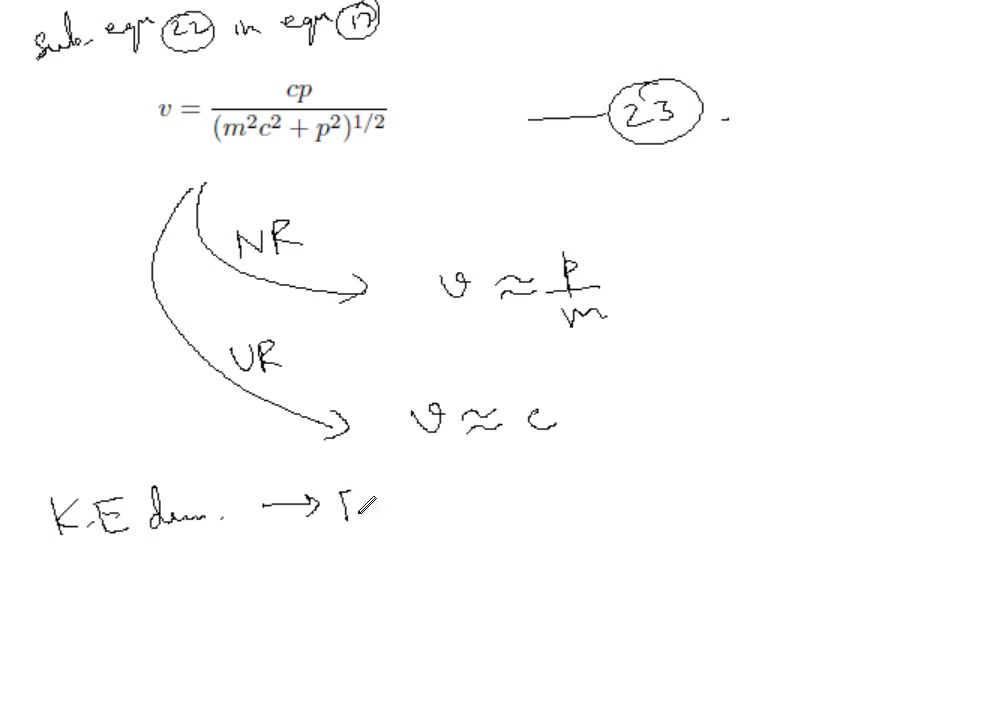 Sub. eqn (22) in eqn (17)
v = cp / (m²c² + p²)^1/2 — (23).
NR v ≈ p/m
UR v ≈ c
K.E den. →